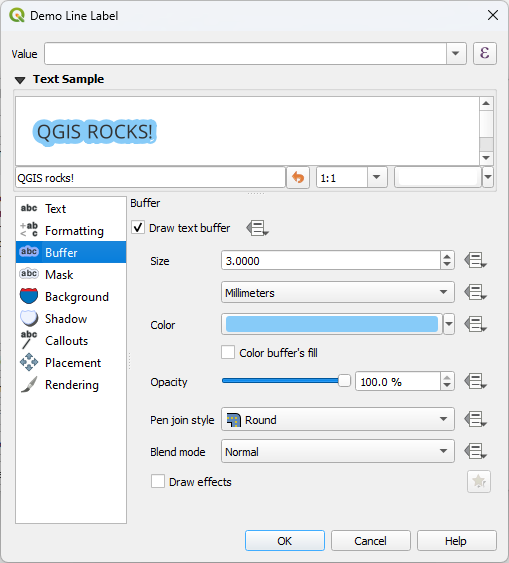 Demo Line Label
Value
ε
Text Sample
QGIS ROCKS!
QGIS rocks!
1:1
abc Text
+ab < c Formatting
abc Buffer
abc Mask
Background
Shadow
abc Callouts
Placement
Rendering
Buffer
Draw text buffer
Size 3.0000
Millimeters
Color
Color buffer's fill
Opacity 100.0 %
Pen join style Round
Blend mode Normal
Draw effects
OK Cancel Help